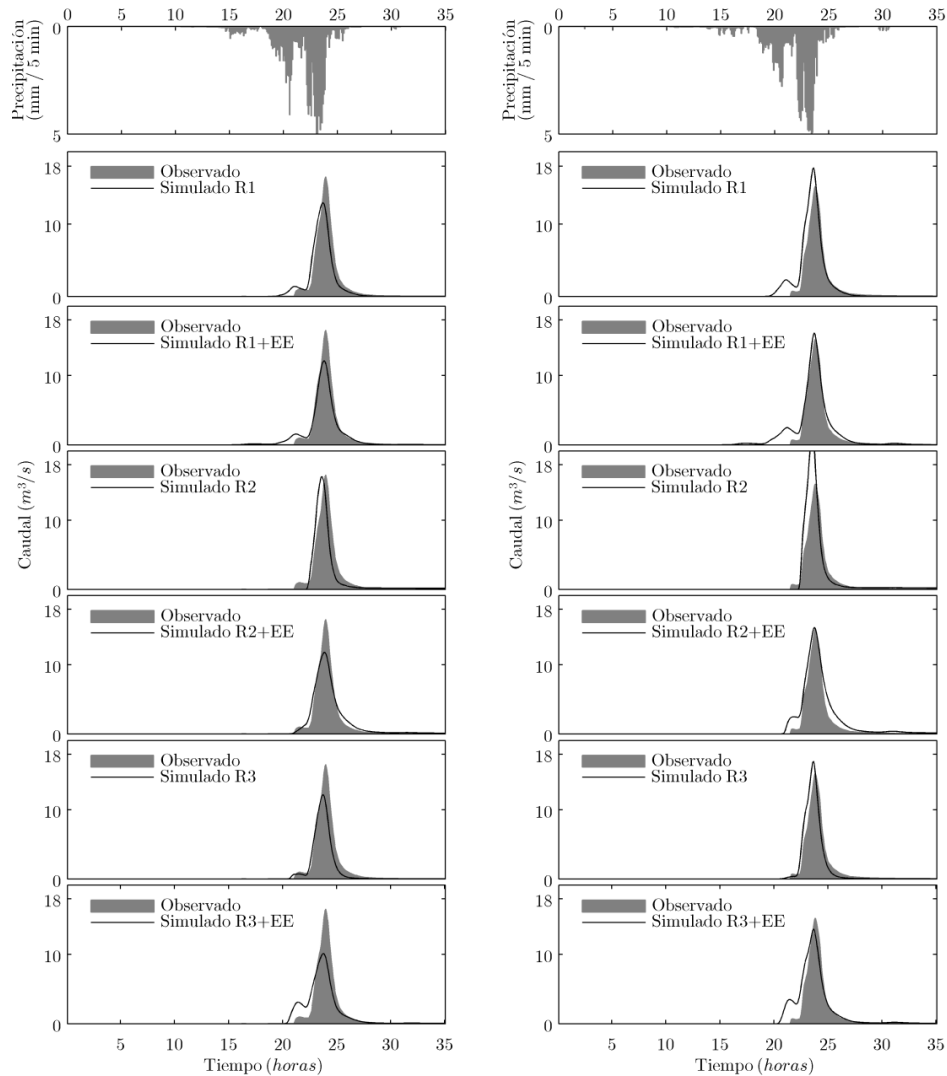 Precipitación
(mm / 5 min
0
5
0 5 10 15 20 25 30 35
Precipitación
(mm / 5 min
0
5
0 5 10 15 20 25 30 35
18
10
0
Observado
Simulado R1
18
10
0
Observado
Simulado R1
18
10
0
Observado
Simulado R1+EE
18
10
0
Observado
Simulado R1+EE
Caudal (m³/s)
18
10
0
Observado
Simulado R2
Caudal (m³/s)
18
10
0
Observado
Simulado R2
18
10
0
Observado
Simulado R2+EE
18
10
0
Observado
Simulado R2+EE
18
10
0
Observado
Simulado R3
18
10
0
Observado
Simulado R3
18
10
0
Observado
Simulado R3+EE
5 10 15 20 25 30 35
Tiempo (horas)
18
10
0
Observado
Simulado R3+EE
5 10 15 20 25 30 35
Tiempo (horas)